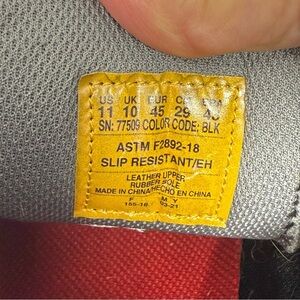 US UK EUR
11 10 45 29
SN: 77509 COLOR CODE: BLK
ASTM F2892-18
SLIP RESISTANT/EH
LEATHER UPPER
RUBBER SOLE
MADE IN CHINA/HECHO EN CHINA
F M Y